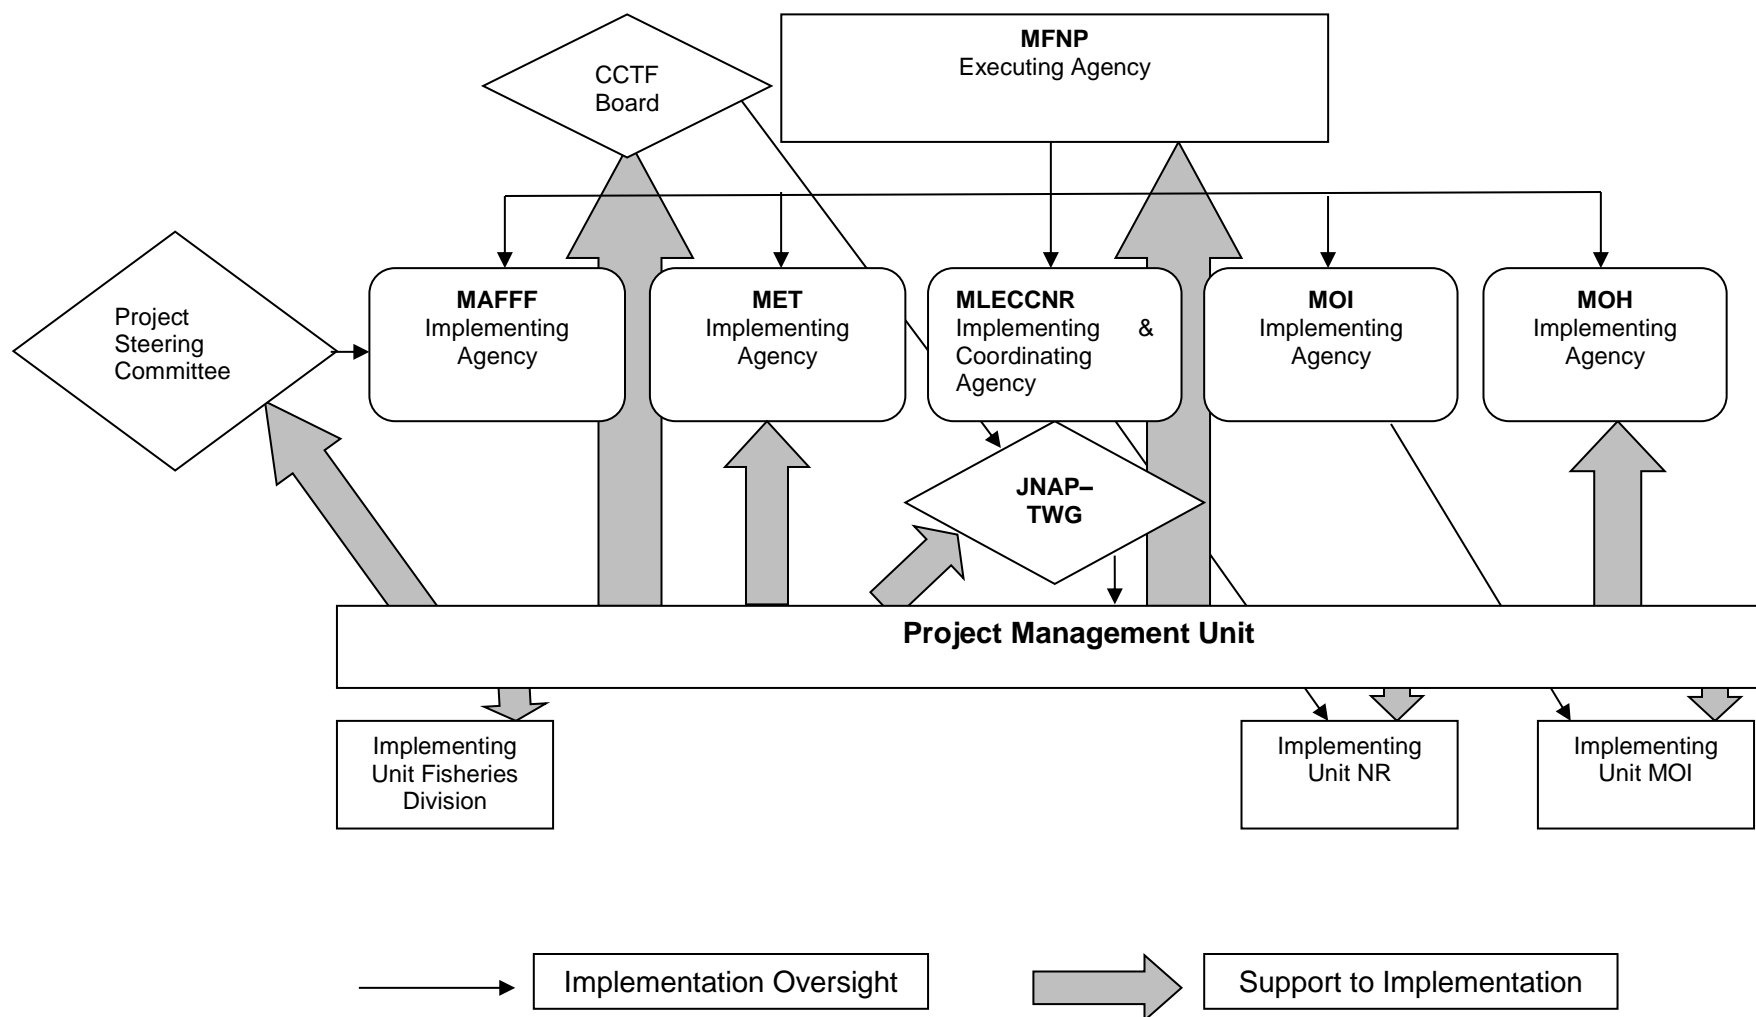 MFNP
Executing Agency
CCTF
Board
Project
Steering
Committee
MAFFF
Implementing
Agency
MET
Implementing
Agency
MLECCNR
Implementing &
Coordinating
Agency
MOI
Implementing
Agency
MOH
Implementing
Agency
JNAP–
TWG
Project Management Unit
Implementing
Unit Fisheries
Division
Implementing
Unit NR
Implementing
Unit MOI
Implementation Oversight
Support to Implementation